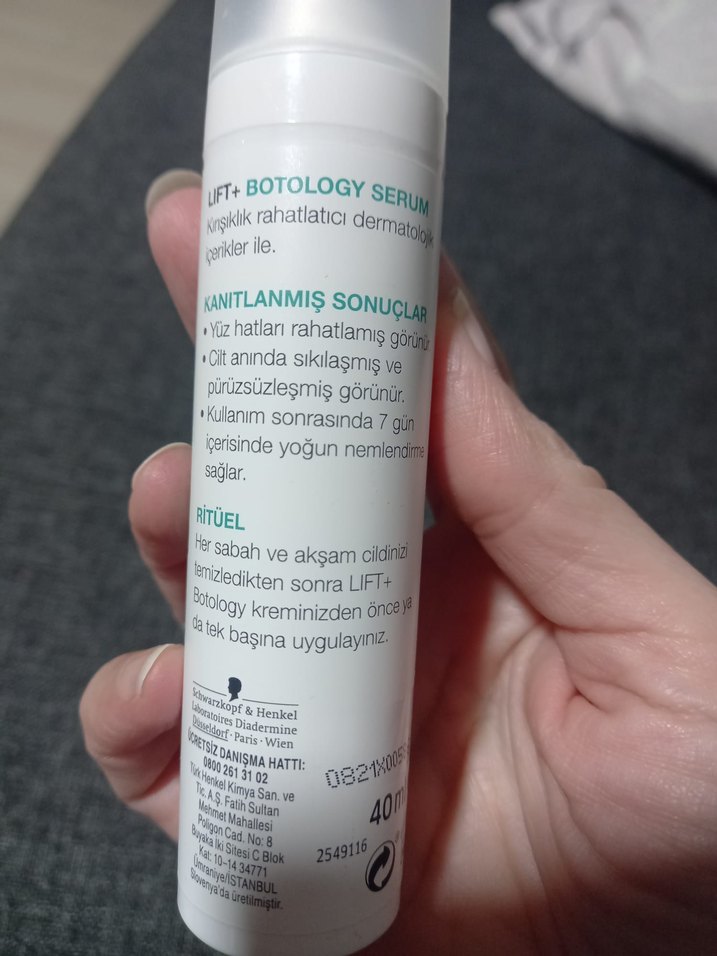 LIFT+ BOTOLOGY SERUM
Kırışıklık rahatlatıcı dermatolojik
içerikler ile.
KANITLANMIŞ SONUÇLAR
• Yüz hatları rahatlamış görünür.
• Cilt anında sıkılaşmış ve
pürüzsüzleşmiş görünür.
• Kullanım sonrasında 7 gün
içerisinde yoğun nemlendirme
sağlar.
RİTÜEL
Her sabah ve akşam cildinizi
temizledikten sonra LIFT+
Botology kreminizden önce ya
da tek başına uygulayınız.
Schwarzkopf & Henkel
Laboratoires Diadermine
Düsseldorf · Paris · Wien
ÜCRETSİZ DANIŞMA HATTI:
0800 261 31 02
Türk Henkel Kimya San. ve
Tic. A.Ş. Fatih Sultan
Mehmet Mahallesi
Poligon Cad. No: 8
Buyaka İki Sitesi C Blok
Kat: 10-14 34771
Ümraniye/İSTANBUL
Slovenya'da üretilmiştir.
40 ml
2549116